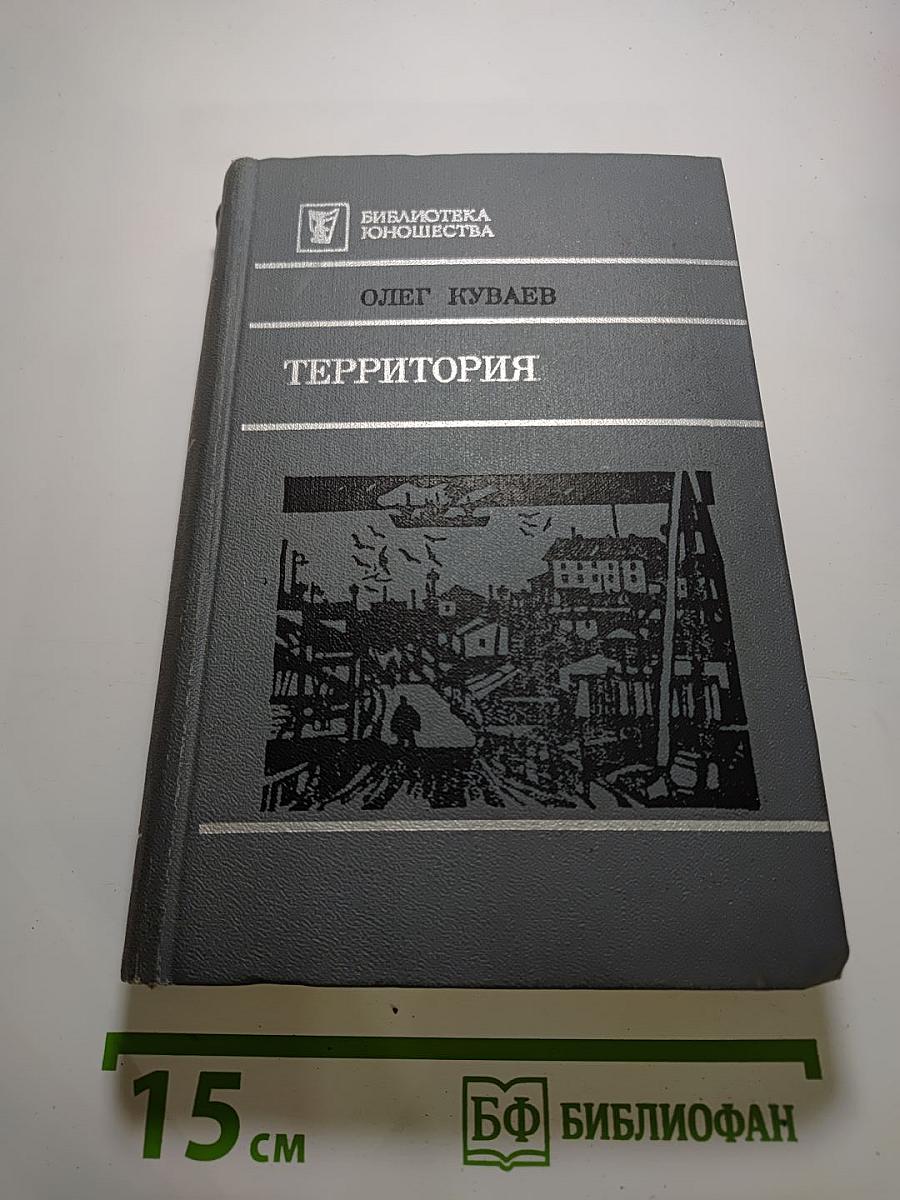 БИБЛИОТЕКА
ЮНОШЕСТВА
ОЛЕГ КУВАЕВ
ТЕРРИТОРИЯ
15 см
БФ БИБЛИОФАН